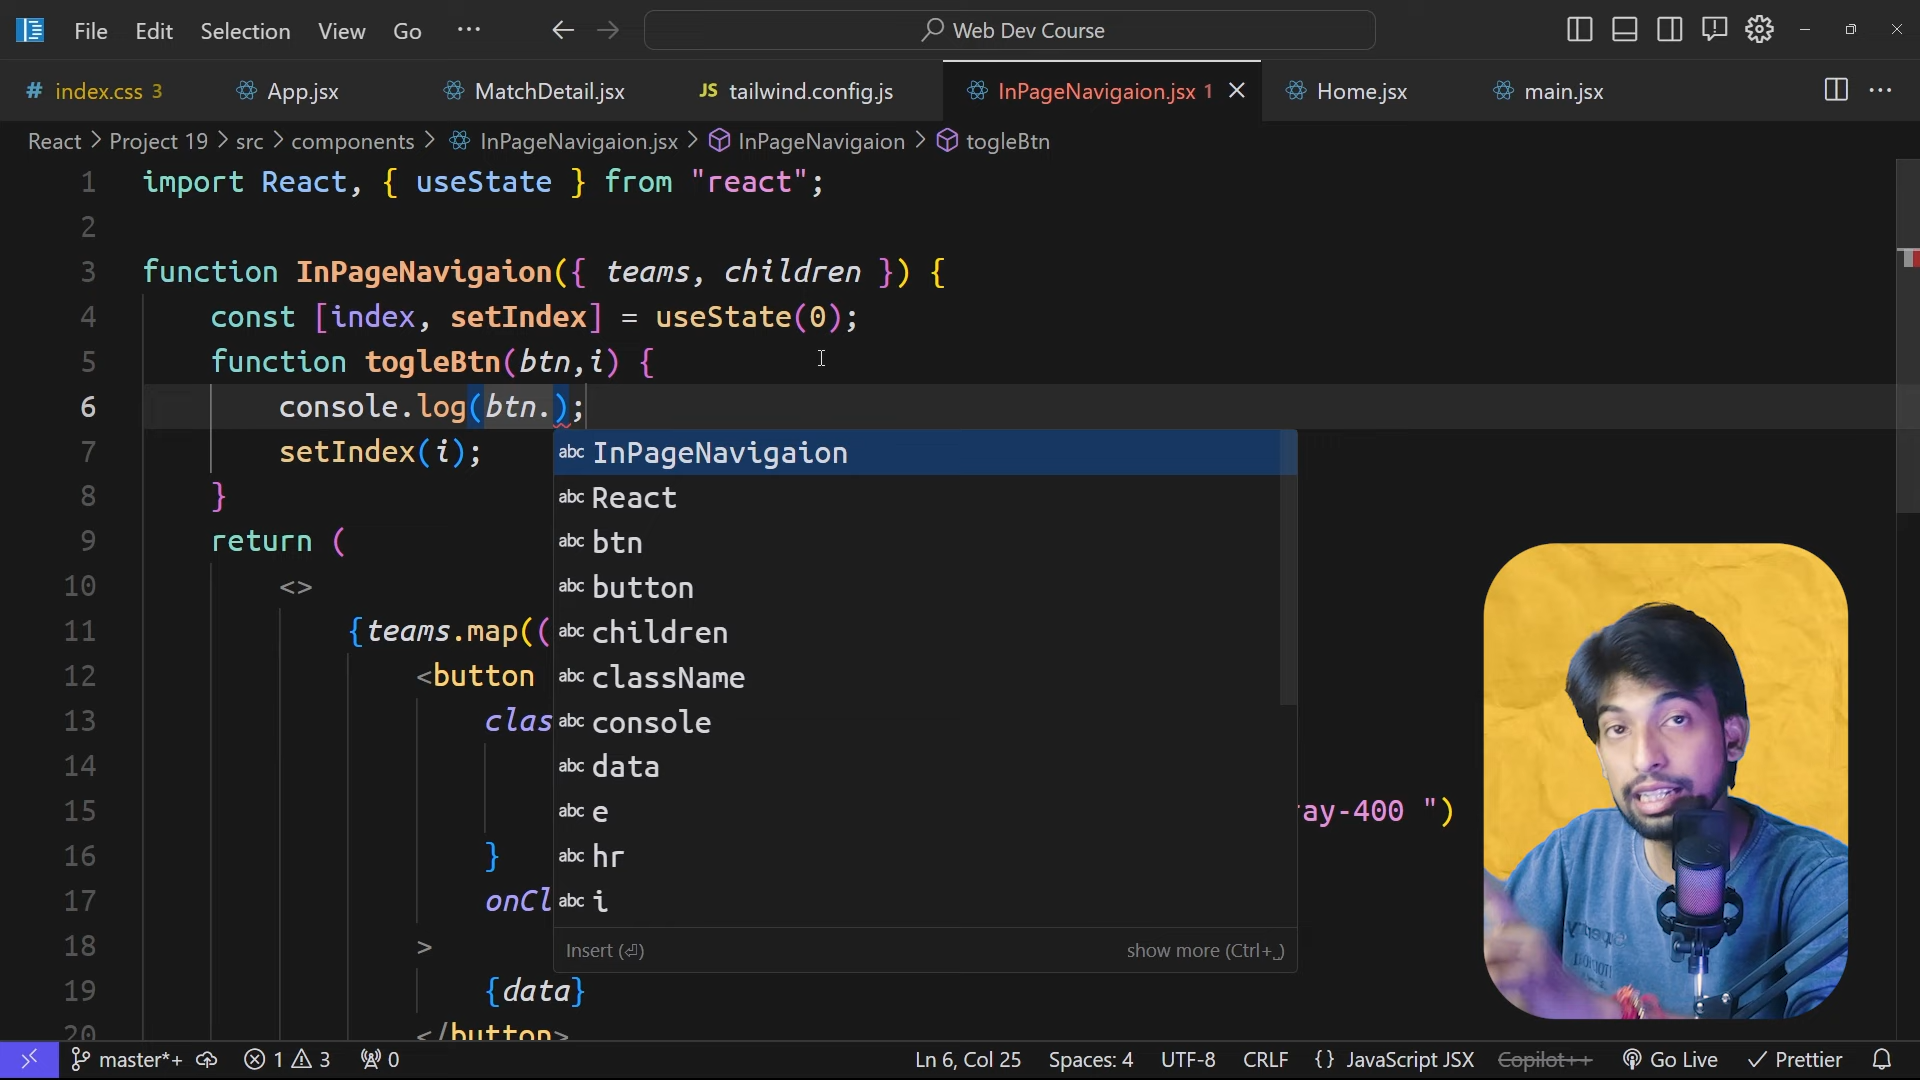 File Edit Selection View Go ··· Web Dev Course
# index.css 3 App.jsx MatchDetail.jsx JS tailwind.config.js InPageNavigaion.jsx 1 Home.jsx main.jsx ···
React > Project 19 > src > components > InPageNavigaion.jsx > InPageNavigaion > togleBtn
1 import React, { useState } from "react";
2
3 function InPageNavigaion({ teams, children }) {
4 const [index, setIndex] = useState(0);
5 function togleBtn(btn,i) {
6 console.log(btn.);
7 setIndex(i);
8 }
9 return (
10 <>
11 {teams.map((
12 <button
13 clas
14
15 ay-400 ")
16 }
17 onCl
18 >
19 {data}
20 </button>
abc InPageNavigaion
abc React
abc btn
abc button
abc children
abc className
abc console
abc data
abc e
abc hr
abc i
Insert (⏎) show more (Ctrl+␣)
master*+ 1 3 0 Ln 6, Col 25 Spaces: 4 UTF-8 CRLF {} JavaScript JSX Copilot++ Go Live Prettier